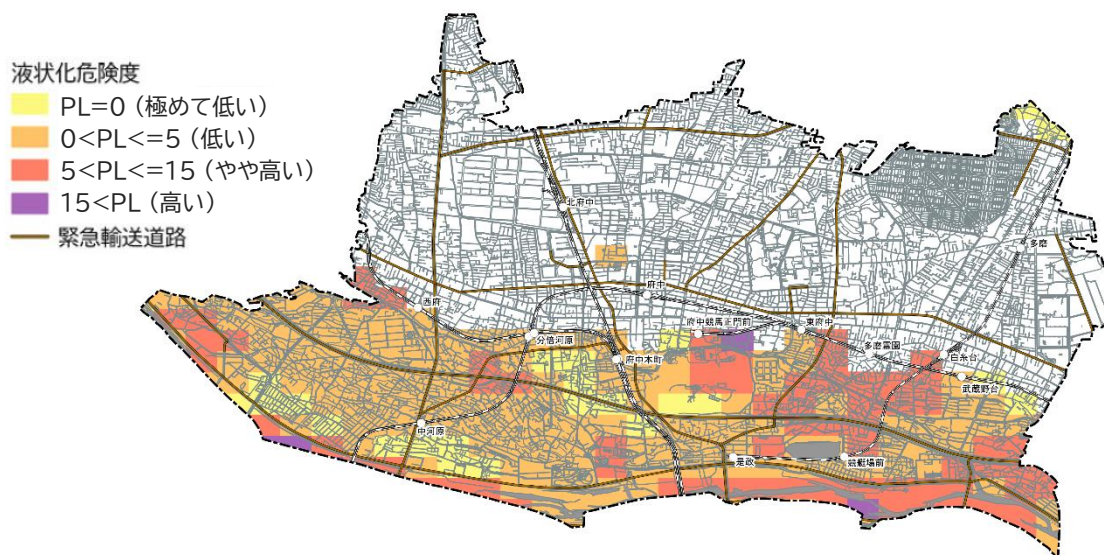 液状化危険度
PL=0 (極めて低い)
0<PL<=5 (低い)
5<PL<=15 (やや高い)
15<PL (高い)
緊急輸送道路
北府中
多磨
府中
西府
府中競馬正門前
東府中
分倍河原
府中本町
多磨霊園
白糸台
武蔵野台
中河原
是政
競艇場前